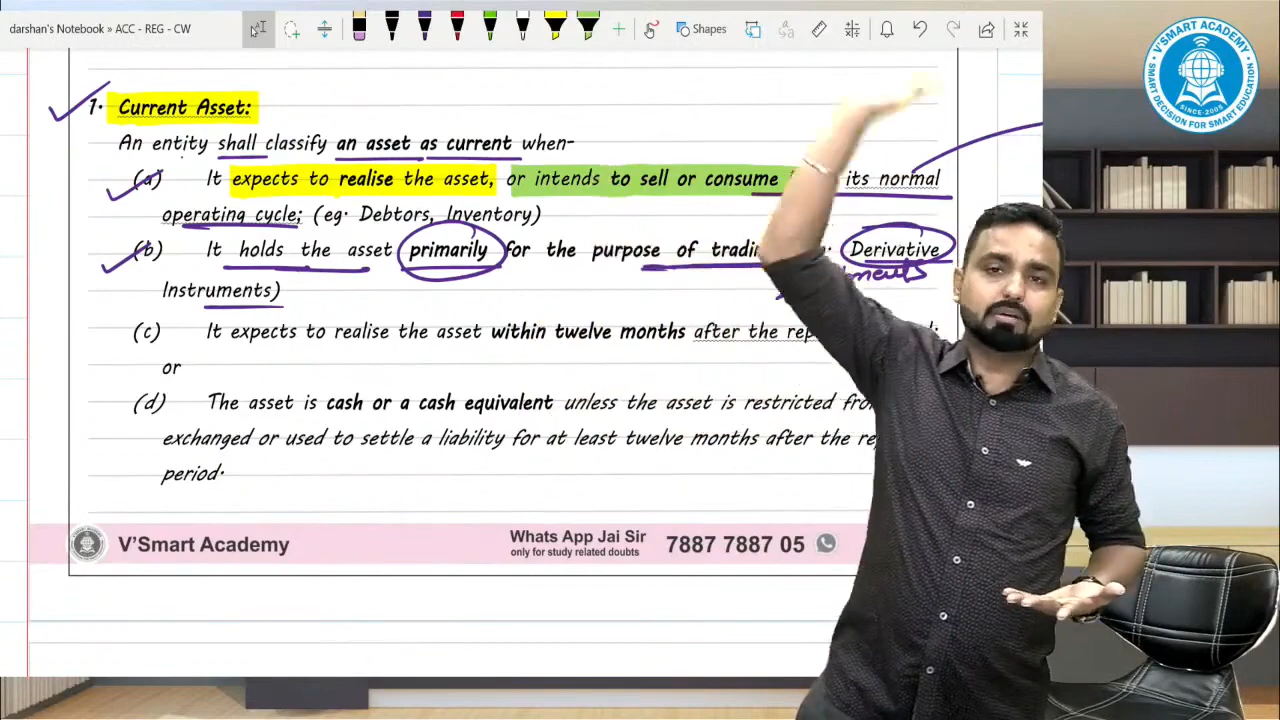 darshan's Notebook » ACC - REG - CW
Shapes
V'SMART ACADEMY
SINCE-2005
SMART DECISION FOR SMART EDUCATION
1. Current Asset:
An entity shall classify an asset as current when-
(a) It expects to realise the asset, or intends to sell or consume its normal
operating cycle; (eg. Debtors, Inventory)
(b) It holds the asset primarily for the purpose of Derivative
Instruments)
(c) It expects to realise the asset within twelve months after the
or
(d) The asset is cash or a cash equivalent unless the asset is restricted
exchanged or used to settle a liability for at least twelve months after the
period.
V'Smart Academy
Whats App Jai Sir
only for study related doubts
7887 7887 05